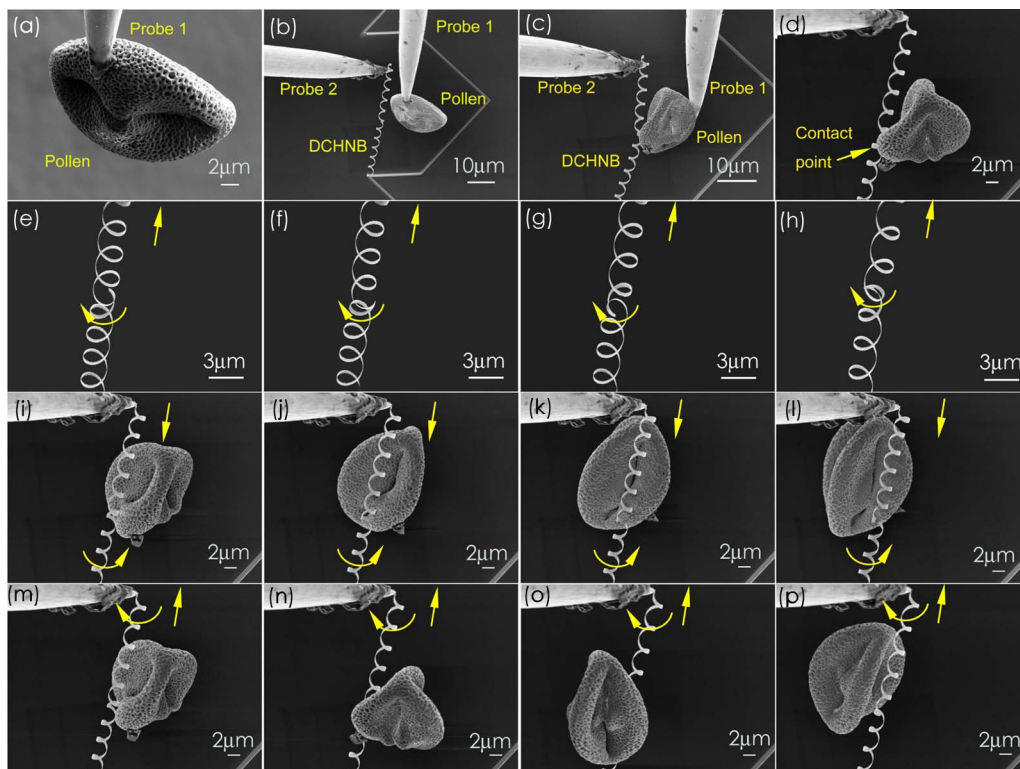 (a)
Probe 1
Pollen
2μm
(b)
Probe 1
Probe 2
Pollen
DCHNB
10μm
(c)
Probe 2
Probe 1
Pollen
DCHNB
10μm
(d)
Contact
point
2μm
(e)
3μm
(f)
3μm
(g)
3μm
(h)
3μm
(i)
2μm
(j)
2μm
(k)
2μm
(l)
2μm
(m)
2μm
(n)
2μm
(o)
2μm
(p)
2μm